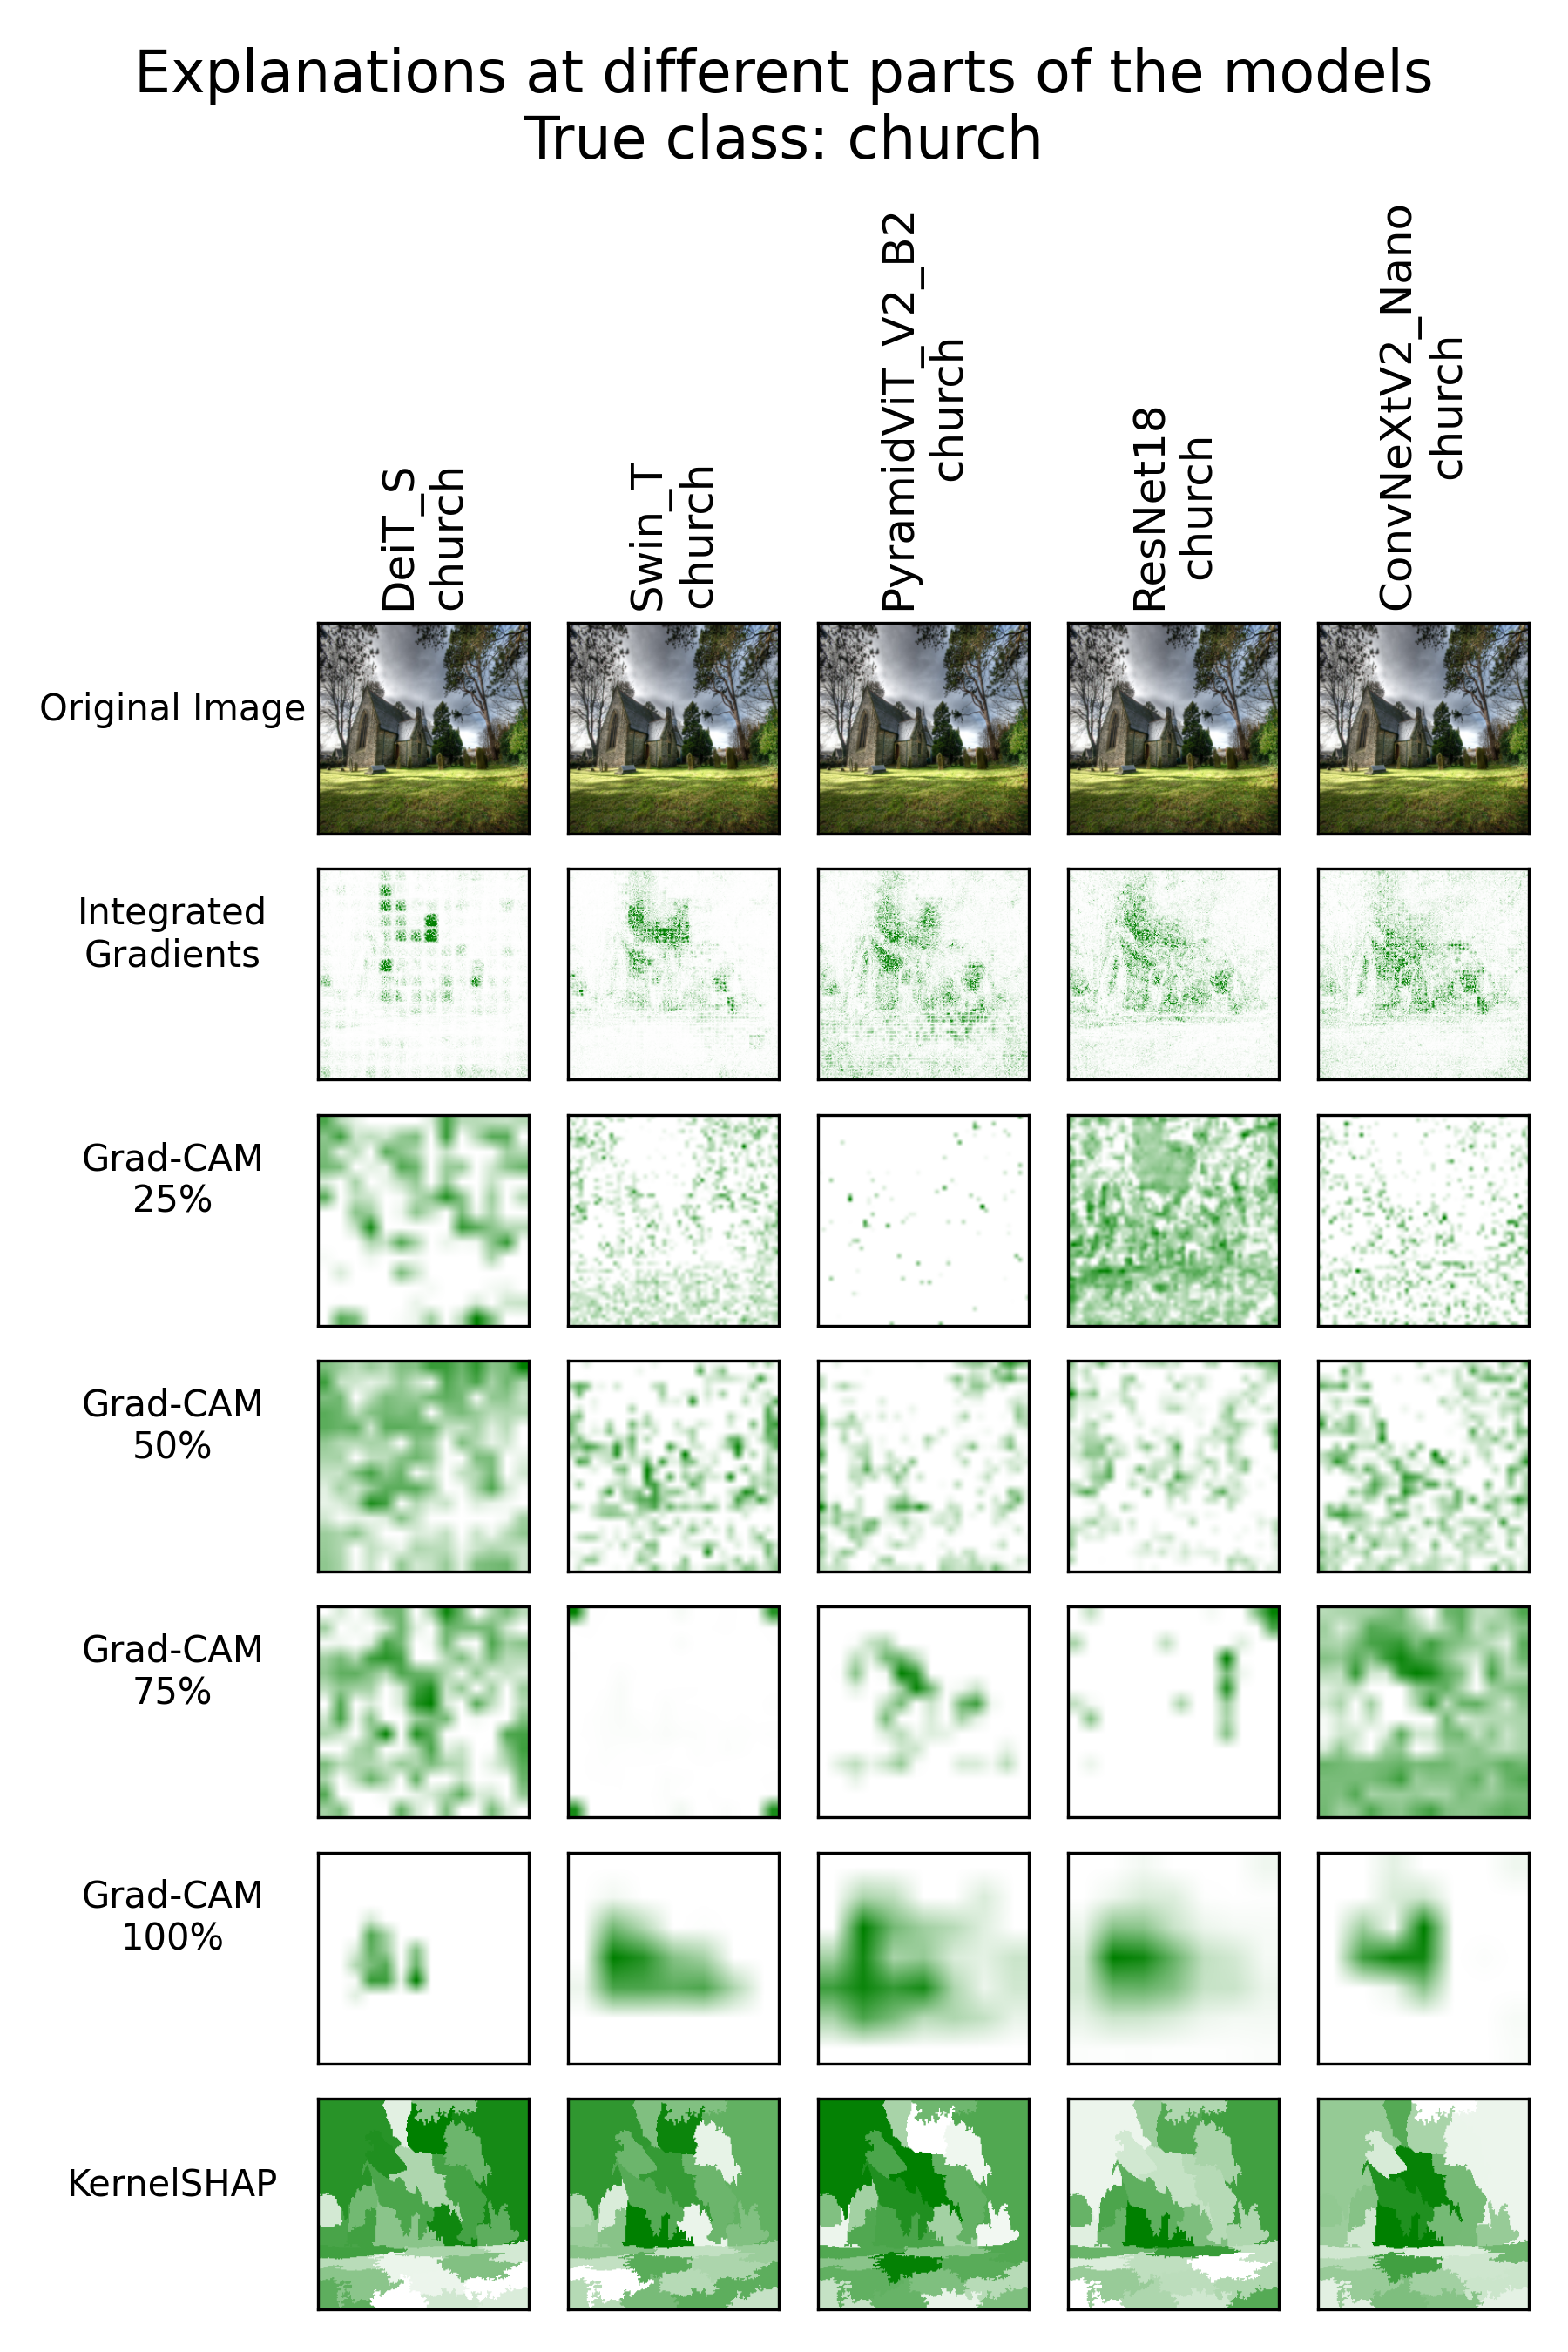 Explanations at different parts of the models
True class: church
DeiT_S
church
Swin_T
church
PyramidViT_V2_B2
church
ResNet18
church
ConvNeXtV2_Nano
church
Original Image
Integrated
Gradients
Grad-CAM
25%
Grad-CAM
50%
Grad-CAM
75%
Grad-CAM
100%
KernelSHAP